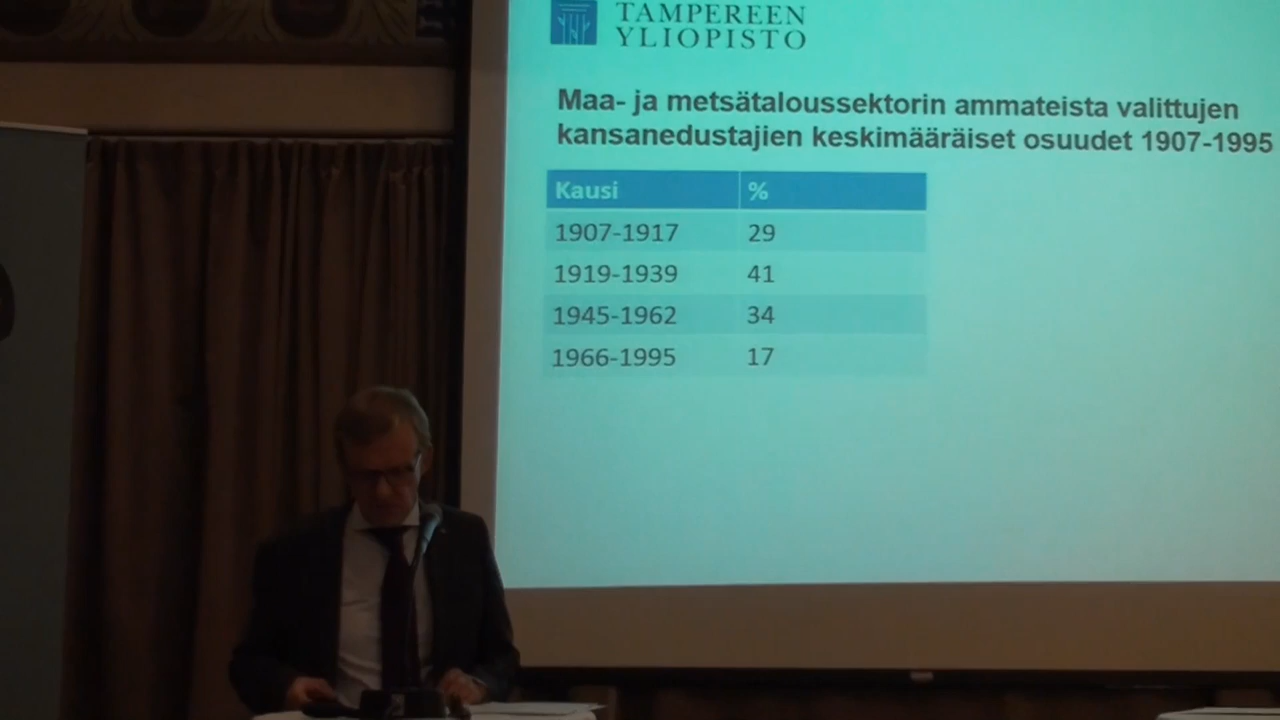 TAMPEREEN
YLIOPISTO
Maa- ja metsätaloussektorin ammateista valittujen
kansanedustajien keskimääräiset osuudet 1907-1995
Kausi %
1907-1917 29
1919-1939 41
1945-1962 34
1966-1995 17